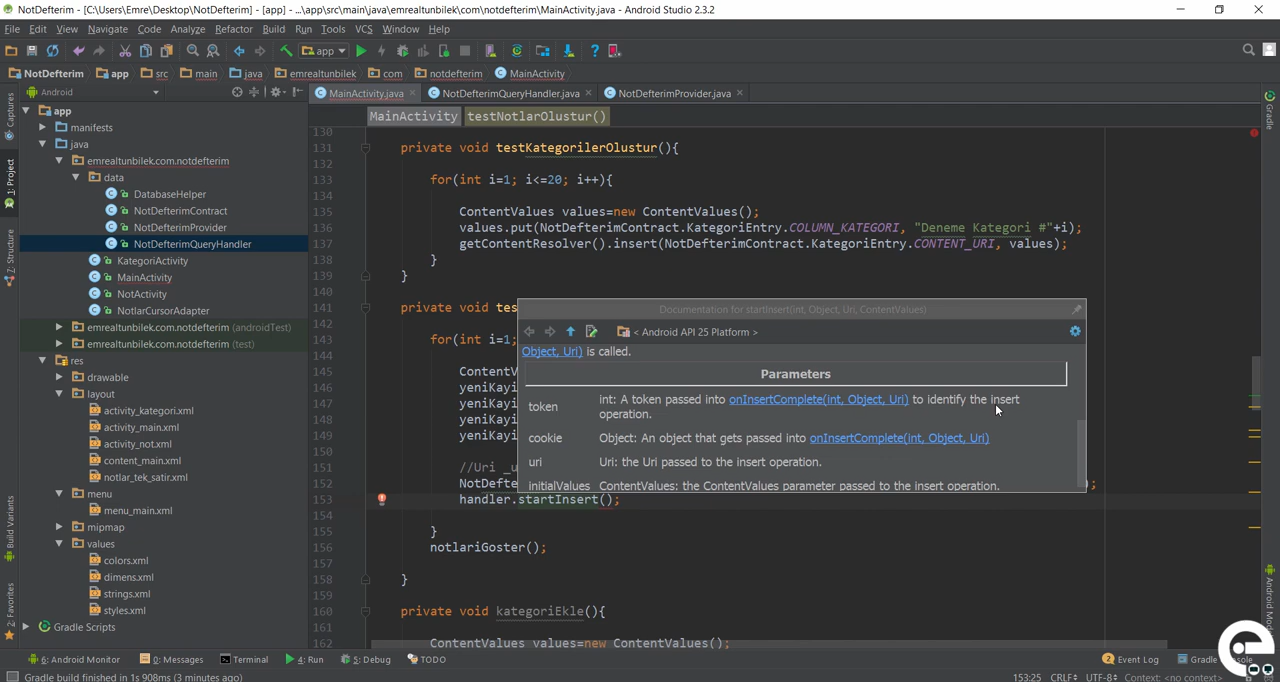 NotDefterim - [C:\Users\Emre\Desktop\NotDefterim] - [app] - ...\app\src\main\java\emrealtunbilek\com\notdefterim\MainActivity.java - Android Studio 2.3.2
File Edit View Navigate Code Analyze Refactor Build Run Tools VCS Window Help
app
NotDefterim app src main java emrealtunbilek com notdefterim MainActivity
Android
MainActivity.java NotDefterimQueryHandler.java NotDefterimProvider.java
MainActivity testNotlarOlustur()
Captures
1: Project
Z: Structure
Build Variants
2: Favorites
app
manifests
java
emrealtunbilek.com.notdefterim
data
DatabaseHelper
NotDefterimContract
NotDefterimProvider
NotDefterimQueryHandler
KategoriActivity
MainActivity
NotActivity
NotlarCursorAdapter
emrealtunbilek.com.notdefterim (androidTest)
emrealtunbilek.com.notdefterim (test)
res
drawable
layout
activity_kategori.xml
activity_main.xml
activity_not.xml
content_main.xml
notlar_tek_satir.xml
menu
menu_main.xml
mipmap
values
colors.xml
dimens.xml
strings.xml
styles.xml
Gradle Scripts
130
131 private void testKategorilerOlustur(){
132
133 for(int i=1; i<=20; i++){
134
135 ContentValues values=new ContentValues();
136 values.put(NotDefterimContract.KategoriEntry.COLUMN_KATEGORI, "Deneme Kategori #"+i);
137 getContentResolver().insert(NotDefterimContract.KategoriEntry.CONTENT_URI, values);
138 }
139 }
140
141 private void tes
142
143 for(int i=1;
144
145 ContentV
146 yeniKayi
147 yeniKayi
148 yeniKayi
149 yeniKayi
150
151 //Uri _u
152 NotDefte );
153 handler.startInsert();
154
155 }
156 notlariGoster();
157
158 }
159
160 private void kategoriEkle(){
161
162 ContentValues values=new ContentValues();
Documentation for startInsert(int, Object, Uri, ContentValues)
< Android API 25 Platform >
Object, Uri) is called.
Parameters
token int: A token passed into onInsertComplete(int, Object, Uri) to identify the insert
operation.
cookie Object: An object that gets passed into onInsertComplete(int, Object, Uri)
uri Uri: the Uri passed to the insert operation.
initialValues ContentValues: the ContentValues parameter passed to the insert operation.
Gradle
Android Mod
6: Android Monitor 0: Messages Terminal 4: Run 5: Debug TODO 2 Event Log Gradle
Gradle build finished in 1s 908ms (3 minutes ago) 153:25 CRLF UTF-8 Context: <no context>